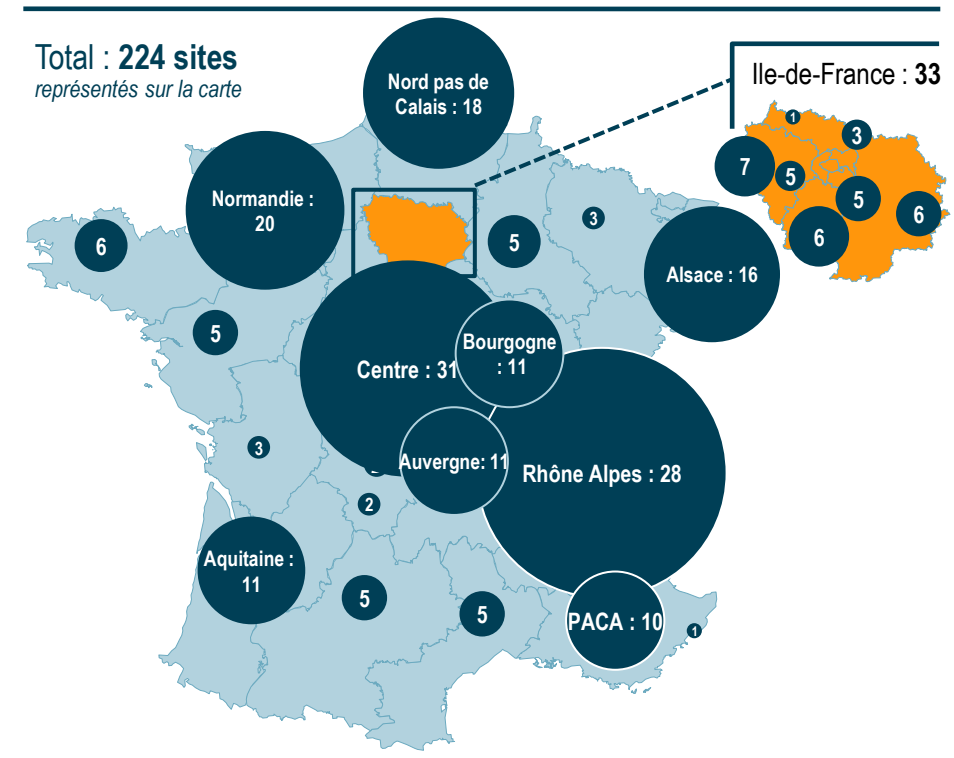 Total : 224 sites
représentés sur la carte
Nord pas de
Calais : 18
Ile-de-France : 33
1
3
7
5
5
6
6
Normandie :
20
6
5
3
Alsace : 16
5
Bourgogne
: 11
Centre : 31
3
Auvergne: 11
Rhône Alpes : 28
2
Aquitaine :
11
5
5
PACA : 10
1